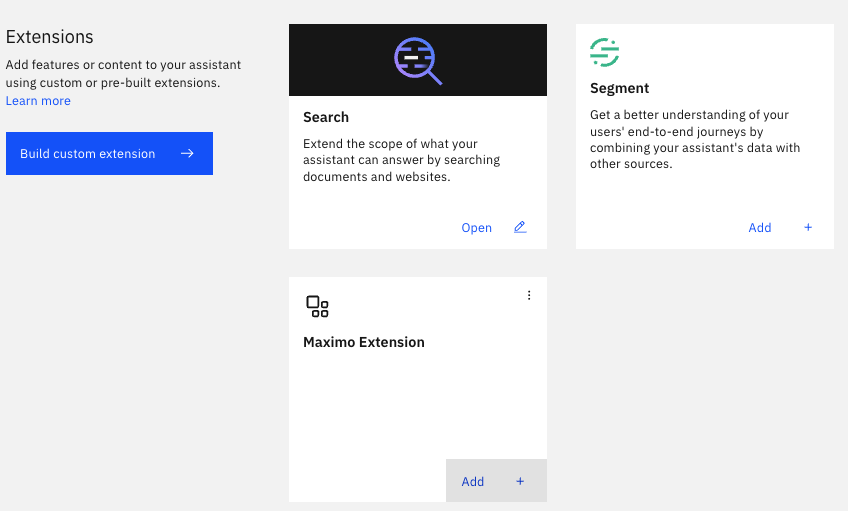 Extensions
Add features or content to your assistant
using custom or pre-built extensions.
Learn more
Build custom extension
Search
Extend the scope of what your
assistant can answer by searching
documents and websites.
Open
Segment
Get a better understanding of your
users' end-to-end journeys by
combining your assistant's data with
other sources.
Add +
Maximo Extension
Add +